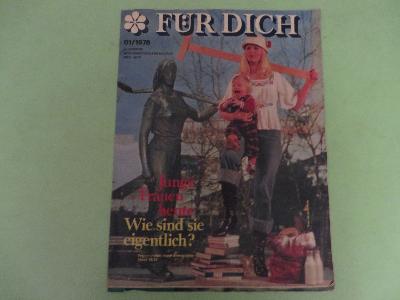 FÜR DICH
01/1978
Junge
Frauen
heute
Wie sind sie
eigentlich?